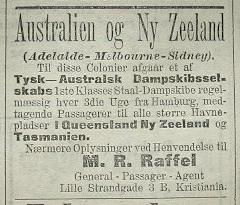 Australien og Ny Zeeland
(Adelaide-Melbourne-Sidney).
Til disse Colonier afgaar et af
Tysk—Australsk Dampskibssel-
skabs 1ste Klasses Staal-Dampskibe regel-
mæssig hver 3die Uge fra Hamburg, med-
tagende Passagerer til alle større Havne-
pladser i Queensland Ny Zeeland og
Tasmanien.
Nærmere Oplysninger ved Henvendelse til
M. R. Raffel
General - Passager - Agent
Lille Strandgade 3 B, Kristiania.